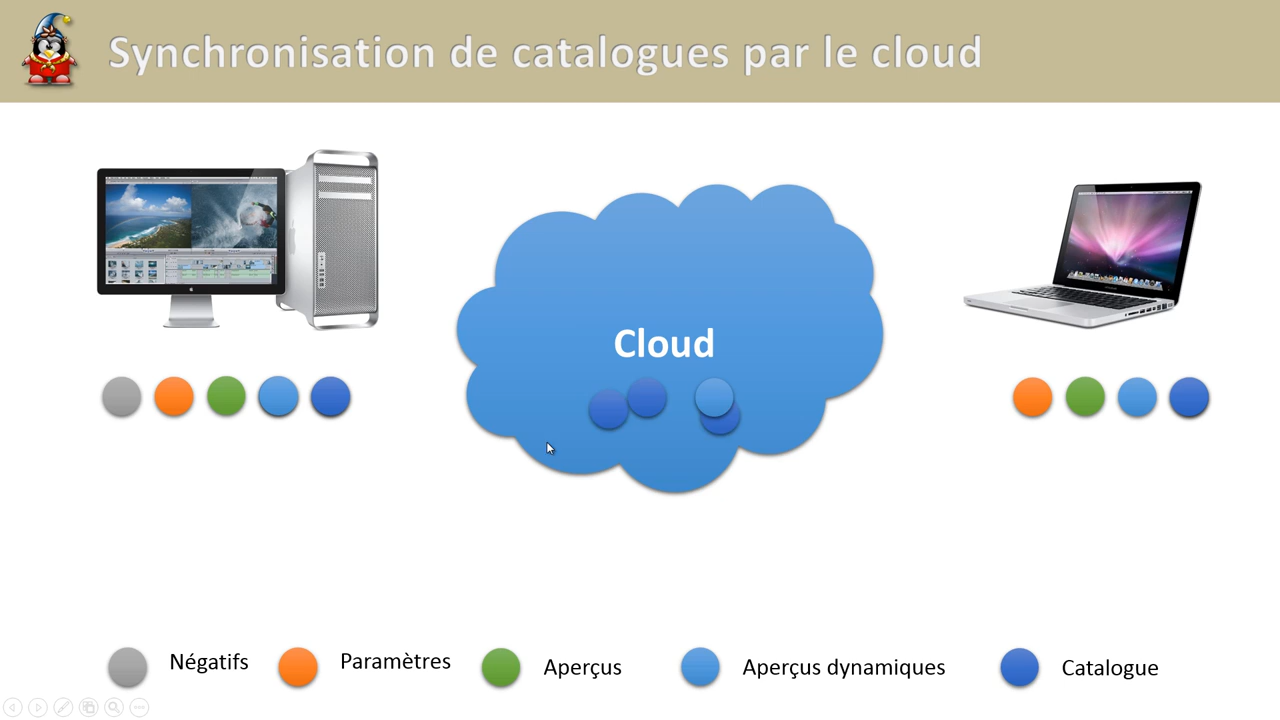 Synchronisation de catalogues par le cloud
Cloud
Négatifs
Paramètres
Aperçus
Aperçus dynamiques
Catalogue